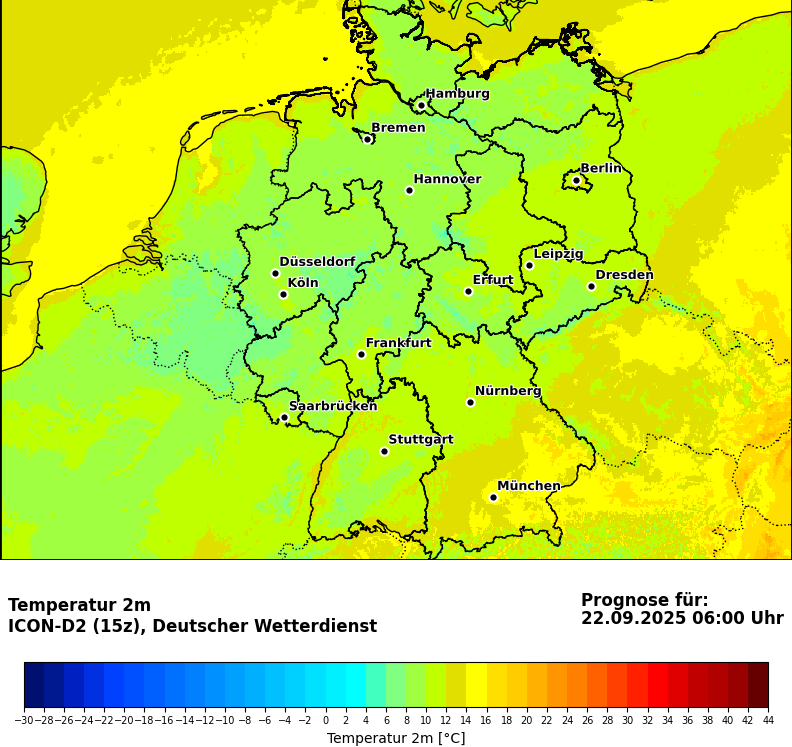 Hamburg
Bremen
Berlin
Hannover
Leipzig
Düsseldorf
Dresden
Köln
Erfurt
Frankfurt
Nürnberg
Saarbrücken
Stuttgart
München
Temperatur 2m
ICON-D2 (15z), Deutscher Wetterdienst
Prognose für:
22.09.2025 06:00 Uhr
−30 −28 −26 −24 −22 −20 −18 −16 −14 −12 −10 −8 −6 −4 −2 0 2 4 6 8 10 12 14 16 18 20 22 24 26 28 30 32 34 36 38 40 42 44
Temperatur 2m [°C]